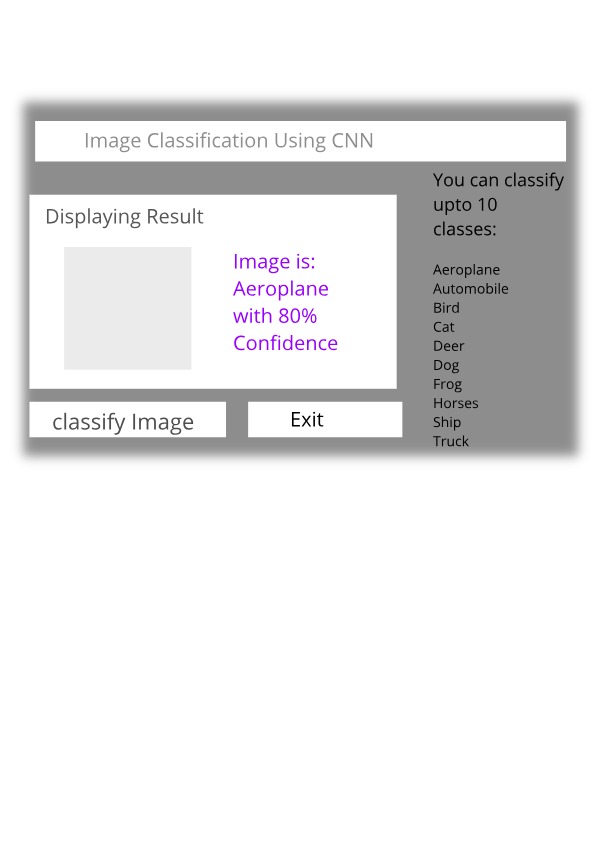 Image Classification Using CNN
Displaying Result
Image is:
Aeroplane
with 80%
Confidence
classify Image
Exit
You can classify
upto 10
classes:
Aeroplane
Automobile
Bird
Cat
Deer
Dog
Frog
Horses
Ship
Truck